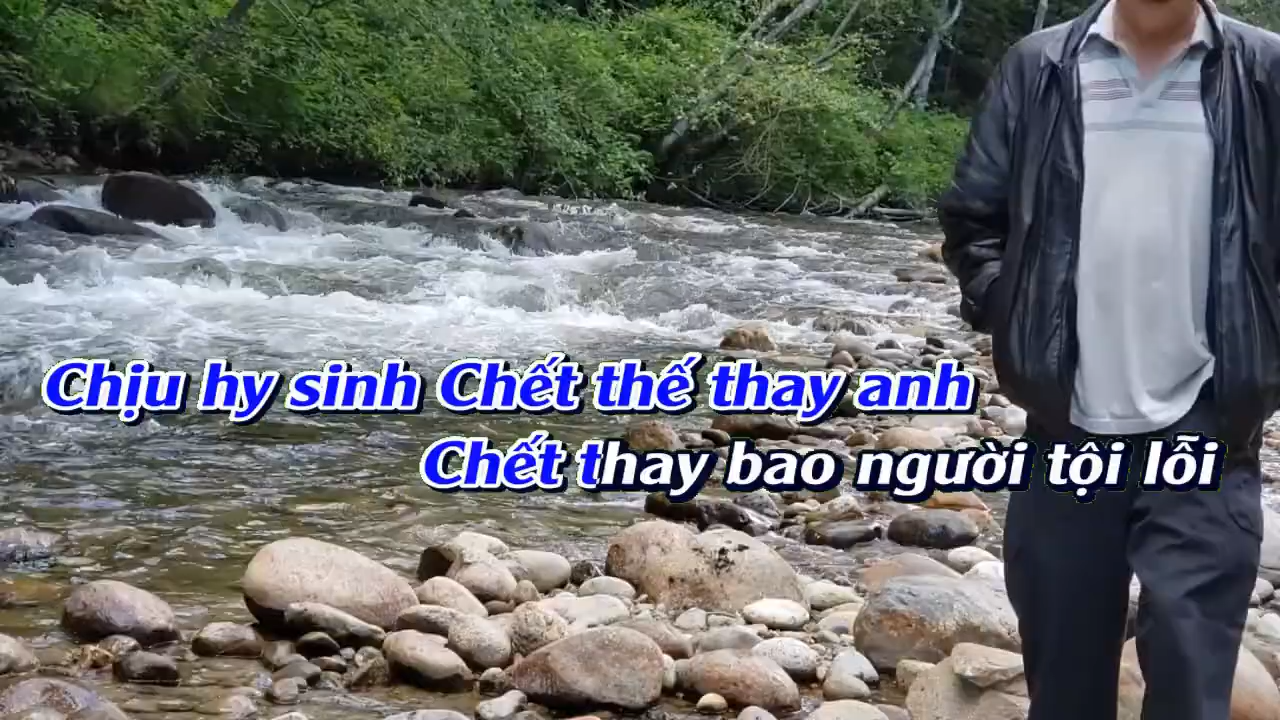 Chịu hy sinh Chết thế thay anh
Chết thay bao người tội lỗi